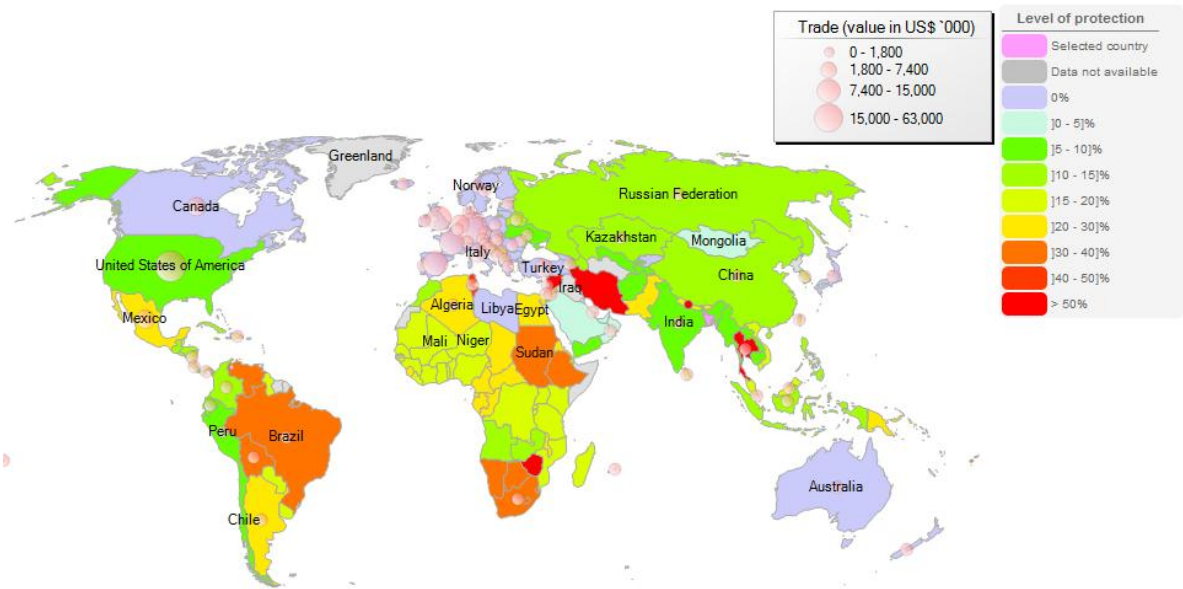 Trade (value in US$ `000)
0 - 1,800
1,800 - 7,400
7,400 - 15,000
15,000 - 63,000
Level of protection
Selected country
Data not available
0%
]0 - 5]%
]5 - 10]%
]10 - 15]%
]15 - 20]%
]20 - 30]%
]30 - 40]%
]40 - 50]%
> 50%
Greenland
Norway
Russian Federation
Canada
Kazakhstan
Mongolia
Italy
United States of America
Turkey
China
Iraq
Mexico
Algeria
Libya
Egypt
India
Mali
Niger
Sudan
Peru
Brazil
Australia
Chile